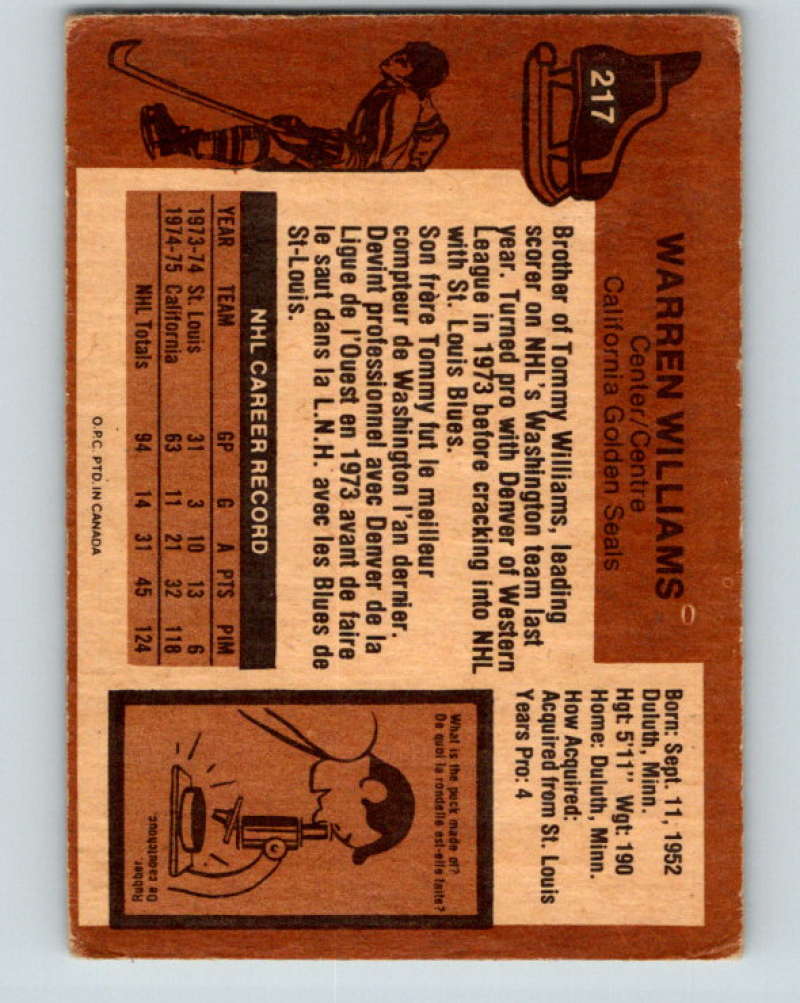 217
WARREN WILLIAMS
Center/Centre
California Golden Seals
Born: Sept. 11, 1952
Duluth, Minn.
Hgt: 5'11" Wgt: 190
Home: Duluth, Minn.
How Acquired:
Acquired from St. Louis
Years Pro: 4
Brother of Tommy Williams, leading
scorer on NHL's Washington team last
year. Turned pro with Denver of Western
League in 1973 before cracking into NHL
with St. Louis Blues.
Son frère Tommy fut le meilleur
compteur de Washington l'an dernier.
Devint professionnel avec Denver de la
Ligue de l'Ouest en 1973 avant de faire
le saut dans la L.N.H. avec les Blues de
St-Louis.
NHL CAREER RECORD
YEAR TEAM GP G A PTS PIM
1973-74 St. Louis 31 3 10 13 6
1974-75 California 63 11 21 32 118
NHL Totals 94 14 31 45 124
O.P.C. PTD. IN CANADA
What is the puck made of?
De quoi la rondelle est-elle faite?
De caoutchouc.
Rubber